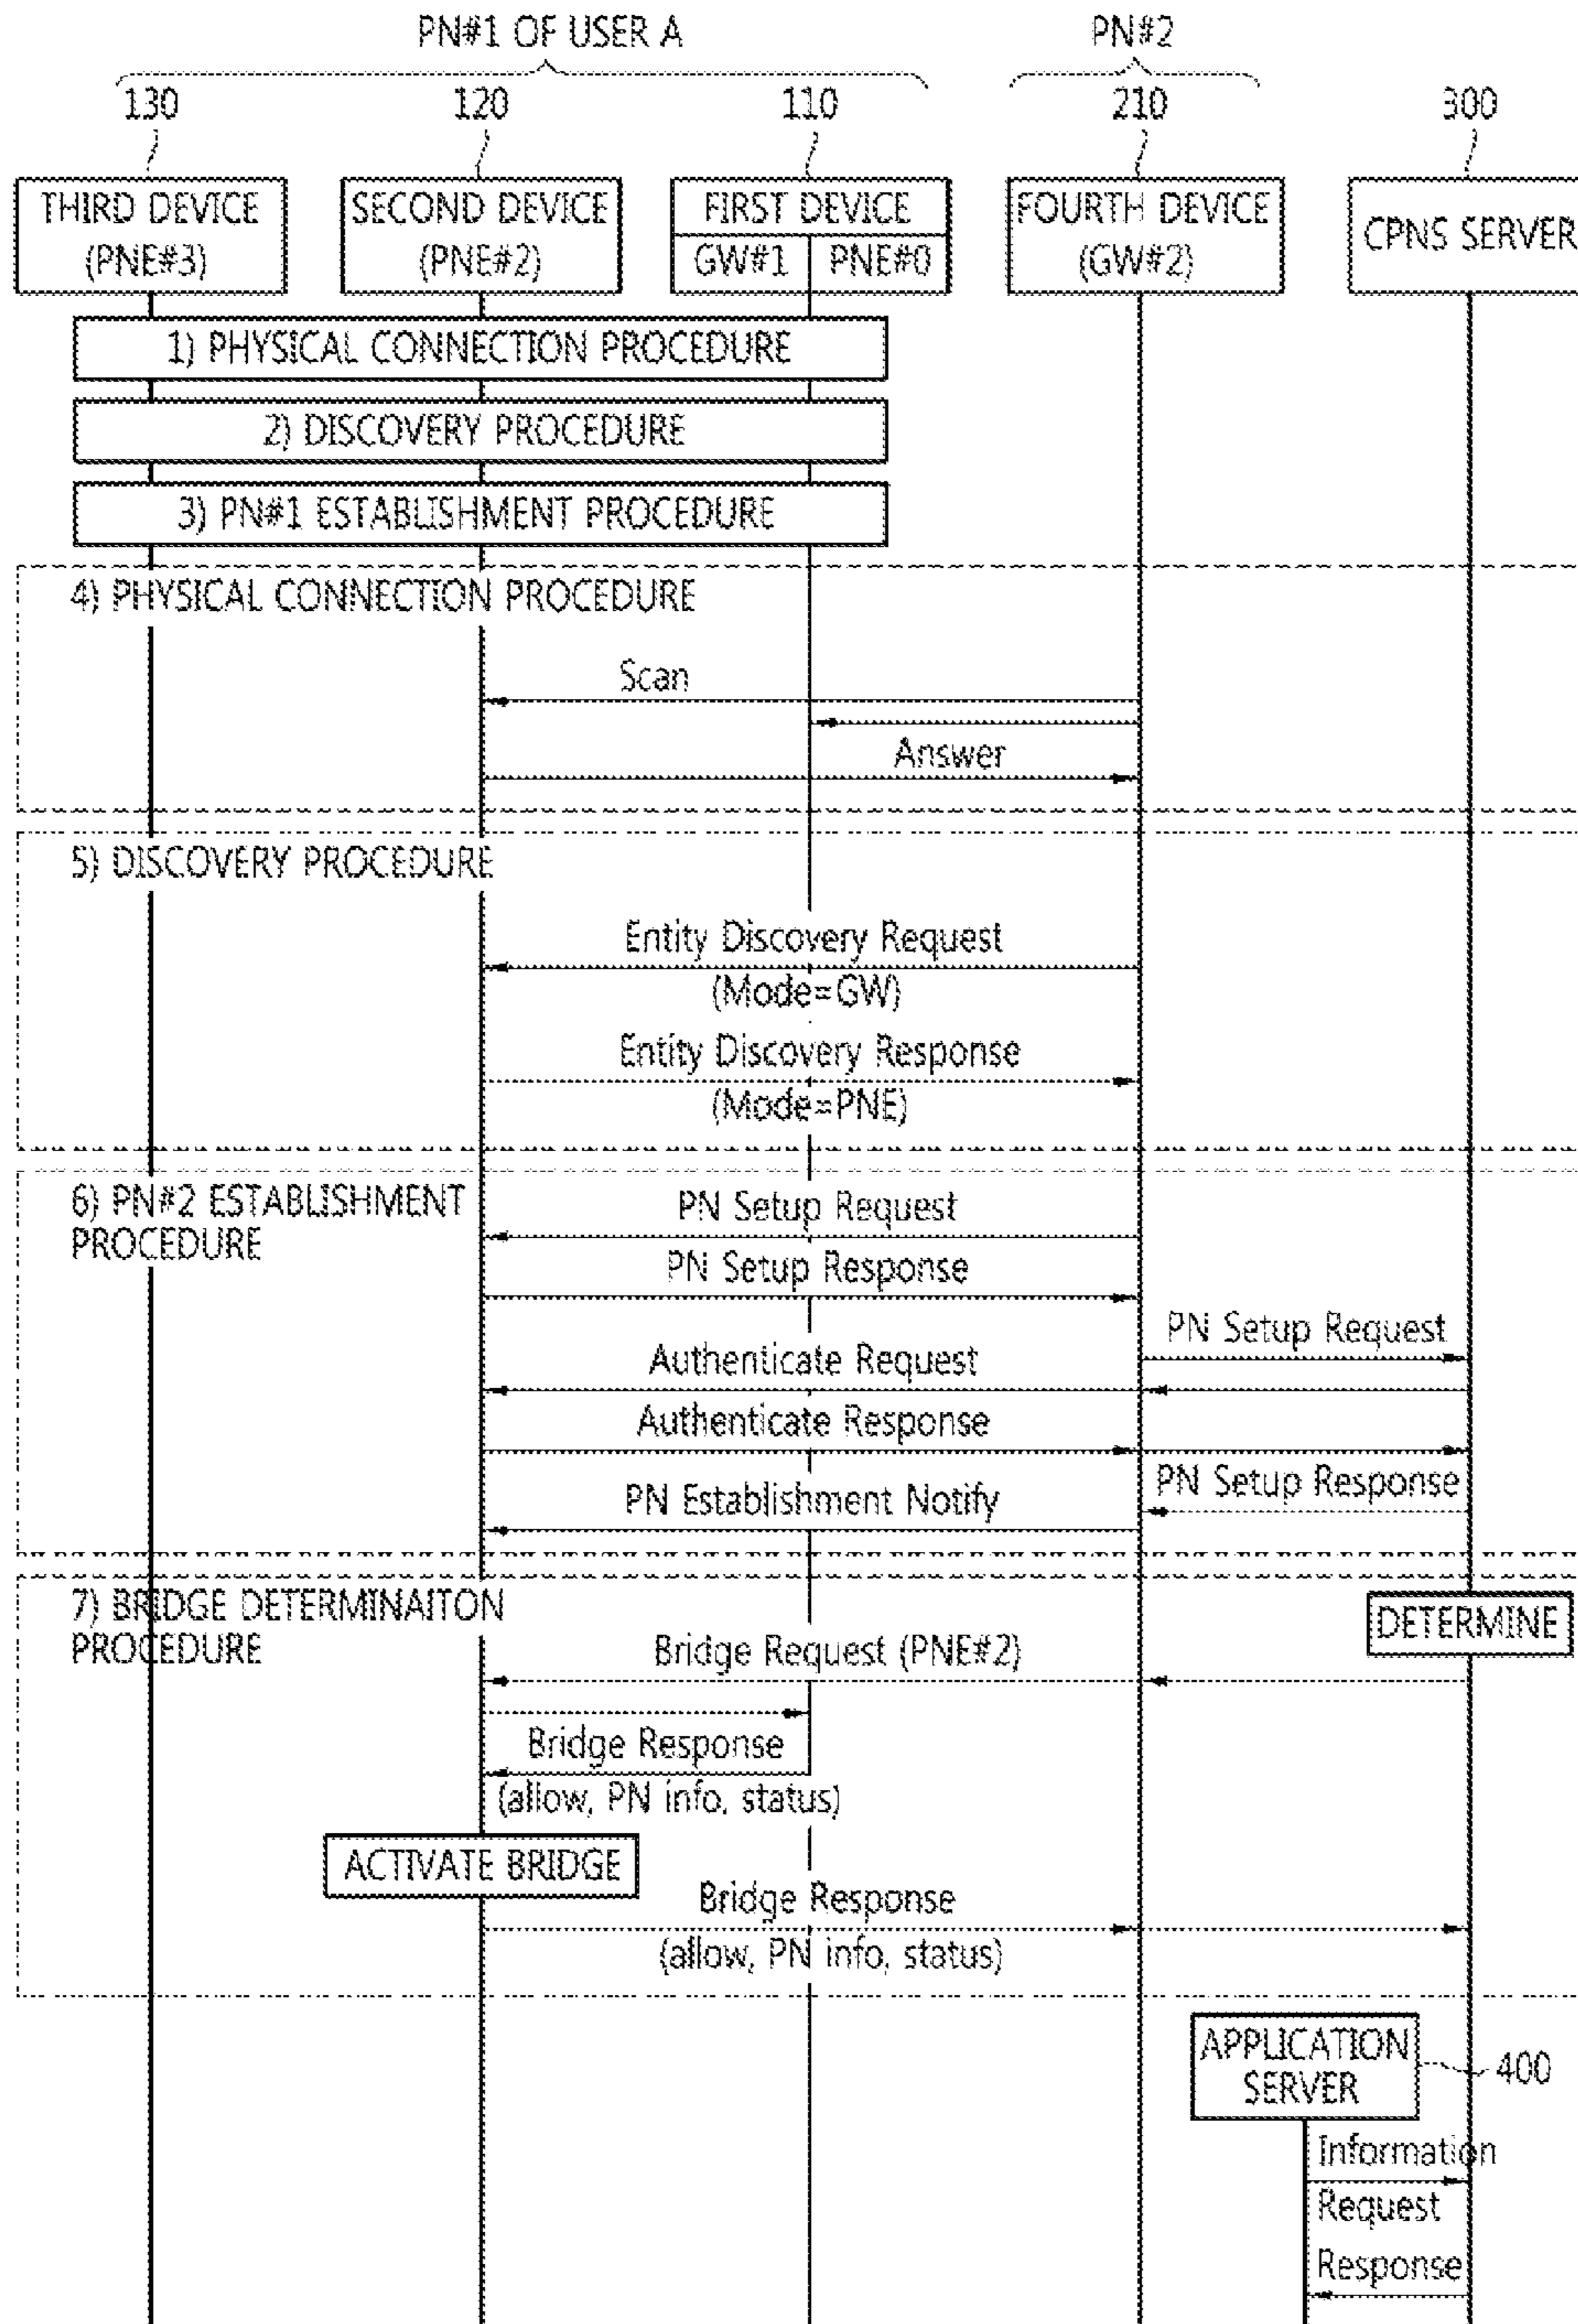 PN#1 OF USER A
PN#2
130
120
110
210
300
THIRD DEVICE
(PNE#3)
SECOND DEVICE
(PNE#2)
FIRST DEVICE
GW#1
PNE#0
FOURTH DEVICE
(GW#2)
CPNS SERVER
1) PHYSICAL CONNECTION PROCEDURE
2) DISCOVERY PROCEDURE
3) PN#1 ESTABLISHMENT PROCEDURE
4) PHYSICAL CONNECTION PROCEDURE
Scan
Answer
5) DISCOVERY PROCEDURE
Entity Discovery Request
(Mode=GW)
Entity Discovery Response
(Mode=PNE)
6) PN#2 ESTABLISHMENT
PROCEDURE
PN Setup Request
PN Setup Response
PN Setup Request
Authenticate Request
Authenticate Response
PN Setup Response
PN Establishment Notify
7) BRIDGE DETERMINAITON
PROCEDURE
DETERMINE
Bridge Request (PNE#2)
Bridge Response
(allow, PN info, status)
ACTIVATE BRIDGE
Bridge Response
(allow, PN info, status)
APPLICATION
SERVER
400
Information
Request
Response